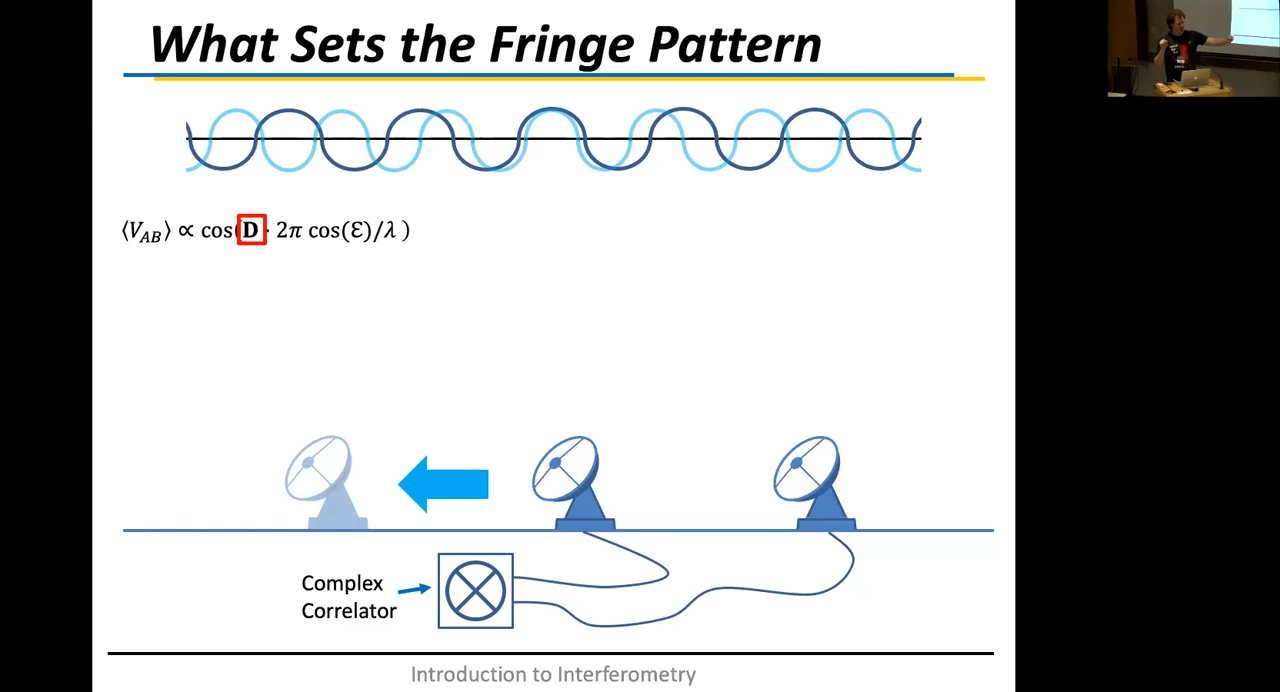 What Sets the Fringe Pattern
⟨V_AB⟩ ∝ cos(D · 2π cos(ℇ)/λ )
Complex
Correlator
Introduction to Interferometry